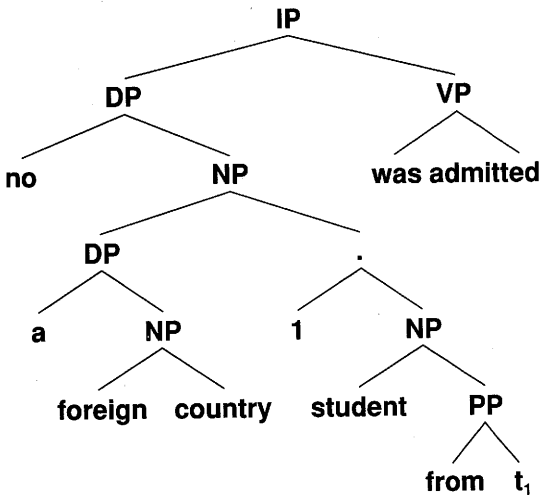 IP
DP VP
no NP was admitted
DP .
a NP 1 NP
foreign country student PP
from t₁